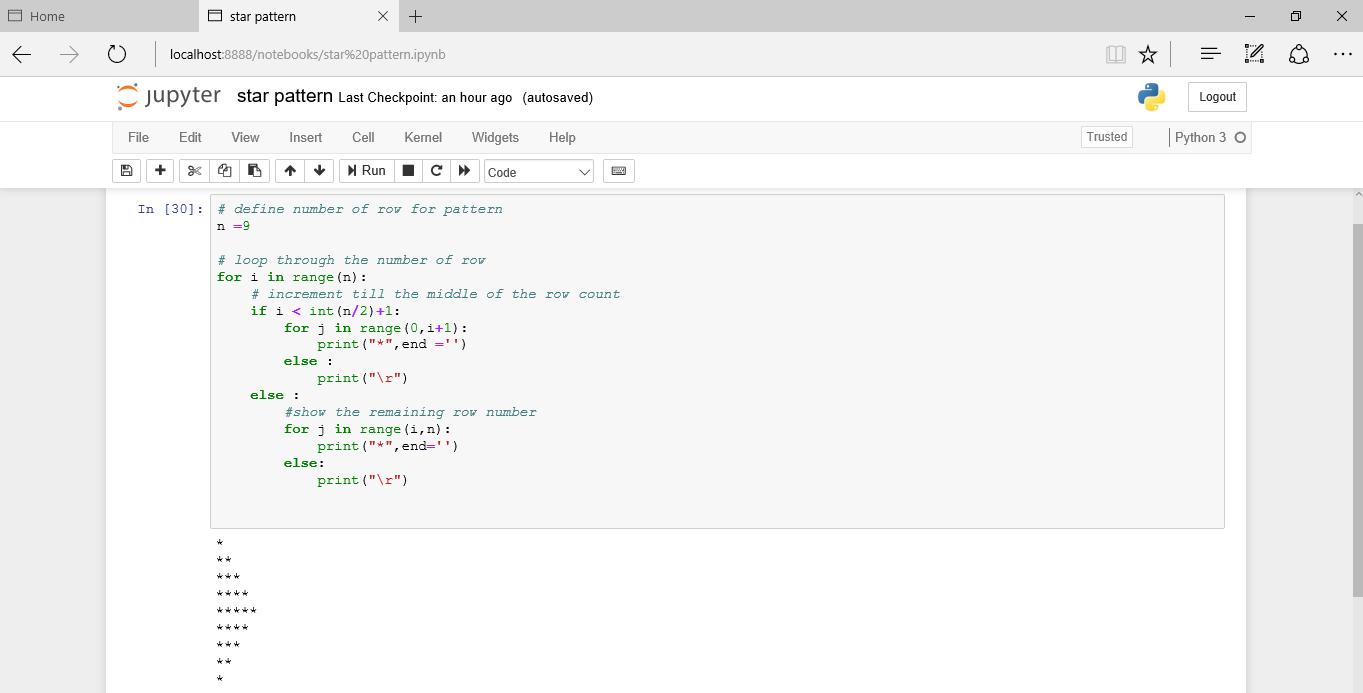 Home
star pattern
localhost:8888/notebooks/star%20pattern.ipynb
jupyter star pattern Last Checkpoint: an hour ago (autosaved)
Logout
File Edit View Insert Cell Kernel Widgets Help
Trusted
Python 3
Run
Code
In [30]: # define number of row for pattern
n =9
# loop through the number of row
for i in range(n):
    # increment till the middle of the row count
    if i < int(n/2)+1:
        for j in range(0,i+1):
            print("*",end ='')
        else :
            print("\r")
    else :
        #show the remaining row number
        for j in range(i,n):
            print("*",end='')
        else:
            print("\r")
*
**
***
****
*****
****
***
**
*